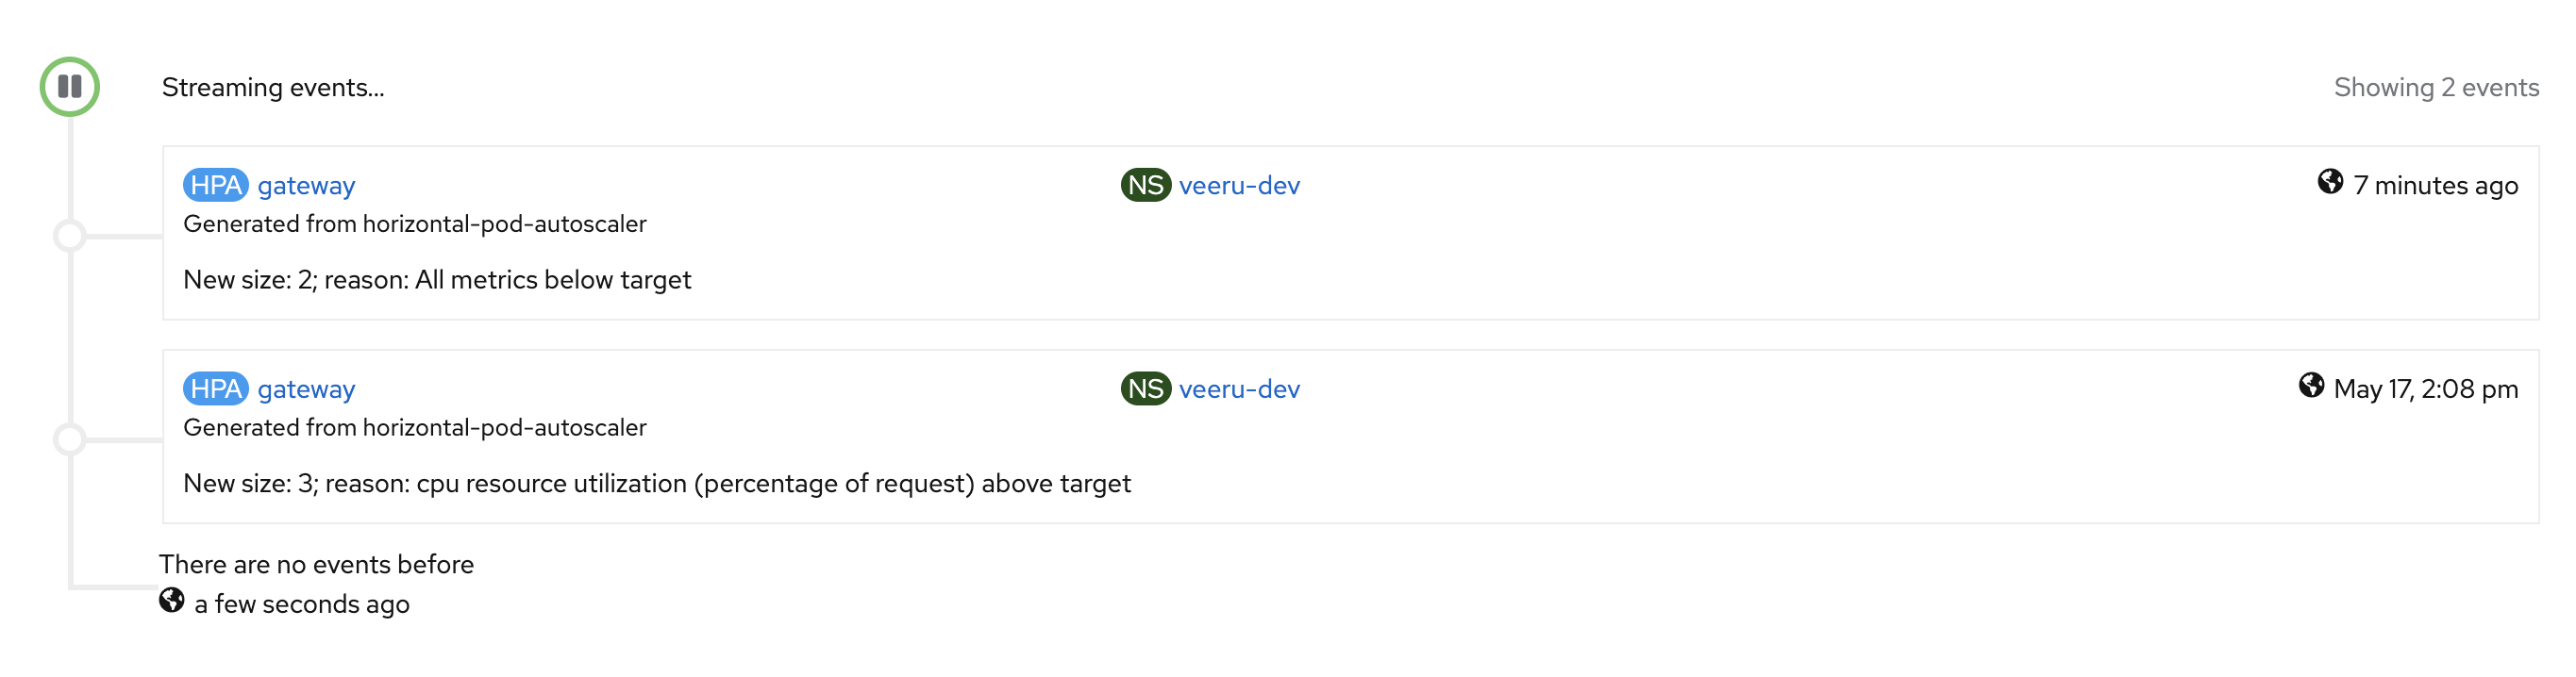 Streaming events... Showing 2 events
HPA gateway NS veeru-dev 7 minutes ago
Generated from horizontal-pod-autoscaler
New size: 2; reason: All metrics below target
HPA gateway NS veeru-dev May 17, 2:08 pm
Generated from horizontal-pod-autoscaler
New size: 3; reason: cpu resource utilization (percentage of request) above target
There are no events before
a few seconds ago